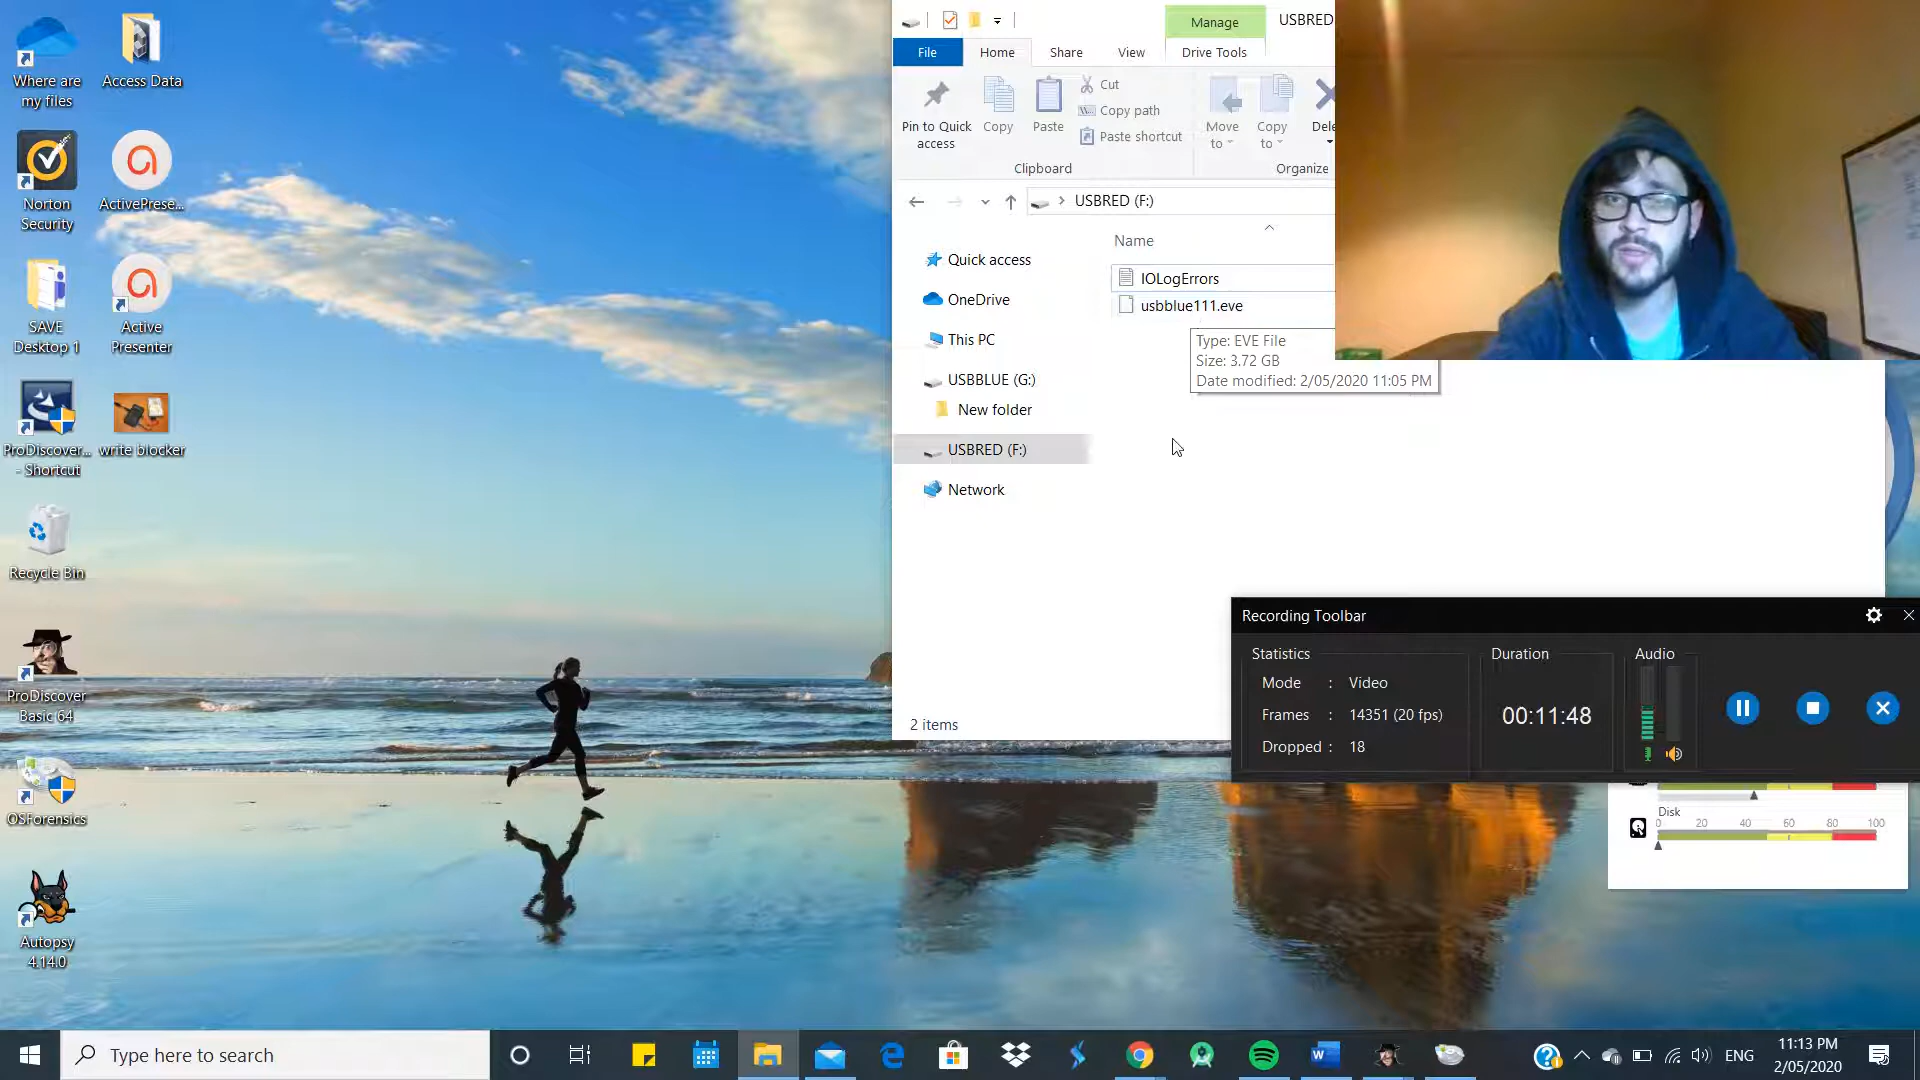 Where are
my files
Access Data
Norton
Security
ActivePrese...
SAVE
Desktop 1
Active
Presenter
ProDiscover...
- Shortcut
write blocker
Recycle Bin
ProDiscover
Basic 64
OSForensics
Autopsy
4.14.0
Manage
USBRED
File
Home
Share
View
Drive Tools
Pin to Quick
access
Copy
Paste
Cut
Copy path
Paste shortcut
Move
to
Copy
to
Dele
Clipboard
Organize
USBRED (F:)
Name
Quick access
OneDrive
This PC
USBBLUE (G:)
New folder
USBRED (F:)
Network
IOLogErrors
usbblue111.eve
Type: EVE File
Size: 3.72 GB
Date modified: 2/05/2020 11:05 PM
2 items
Recording Toolbar
Statistics
Mode : Video
Frames : 14351 (20 fps)
Dropped : 18
Duration
00:11:48
Audio
Disk
0 20 40 60 80 100
Type here to search
ENG
11:13 PM
2/05/2020